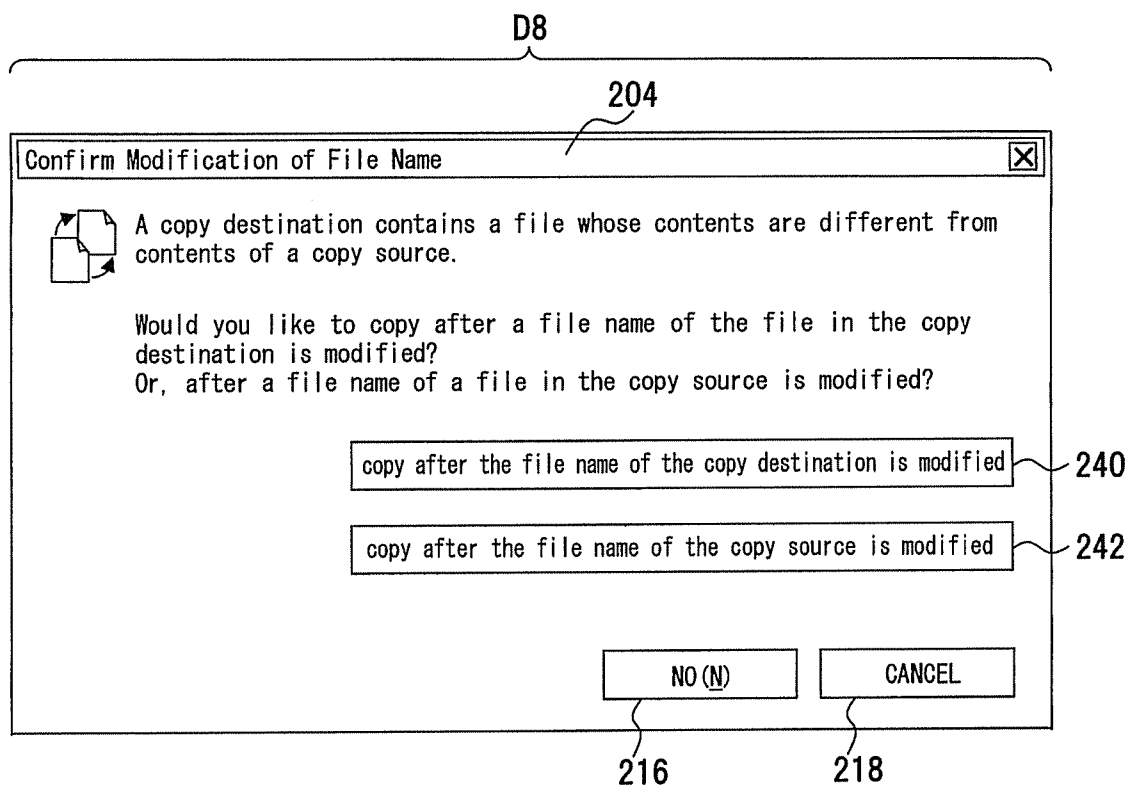 D8
204
Confirm Modification of File Name
A copy destination contains a file whose contents are different from
contents of a copy source.
Would you like to copy after a file name of the file in the copy
destination is modified?
Or, after a file name of a file in the copy source is modified?
copy after the file name of the copy destination is modified
240
copy after the file name of the copy source is modified
242
NO(N)
CANCEL
216
218